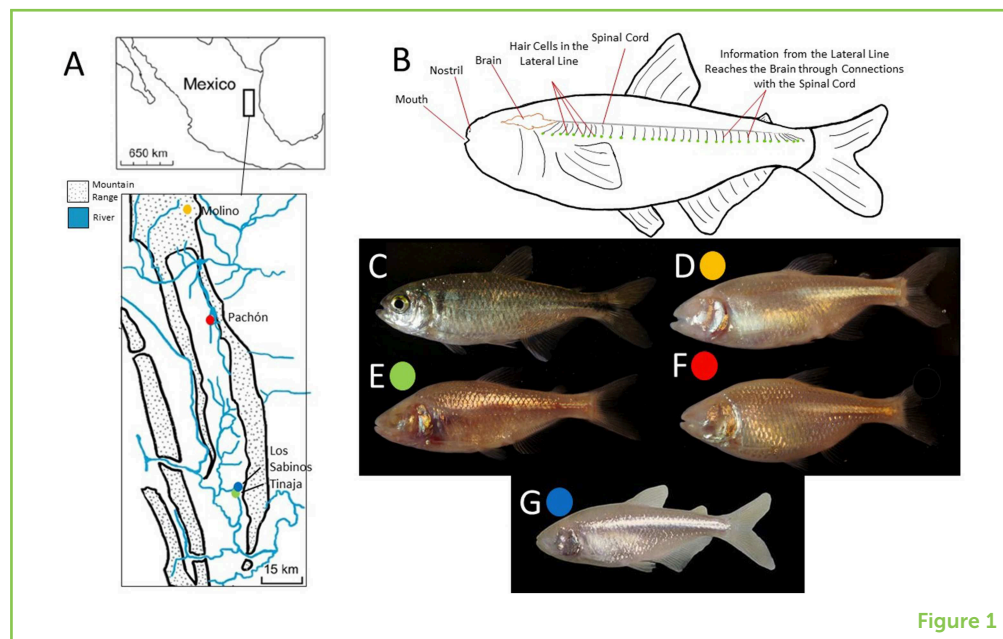 A
Mexico
650 km
Mountain
Range
River
Molino
Pachón
Los
Sabinos
Tinaja
15 km
B
Mouth
Nostril
Brain
Hair Cells in the
Lateral Line
Spinal Cord
Information from the Lateral Line
Reaches the Brain through Connections
with the Spinal Cord
C
D
E
F
G
Figure 1